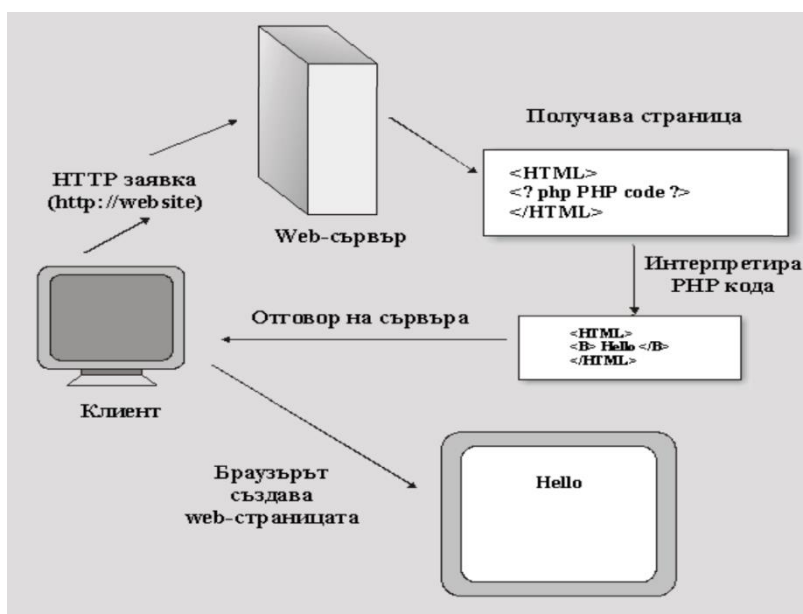 HTTP заявка
(http://website)
Web-сървър
Получава страница
<HTML>
<? php PHP code ?>
</HTML>
Интерпретира
PHP кода
<HTML>
<B> Hello </B>
</HTML>
Отговор на сървъра
Клиент
Браузърът
създава
web-страницата
Hello